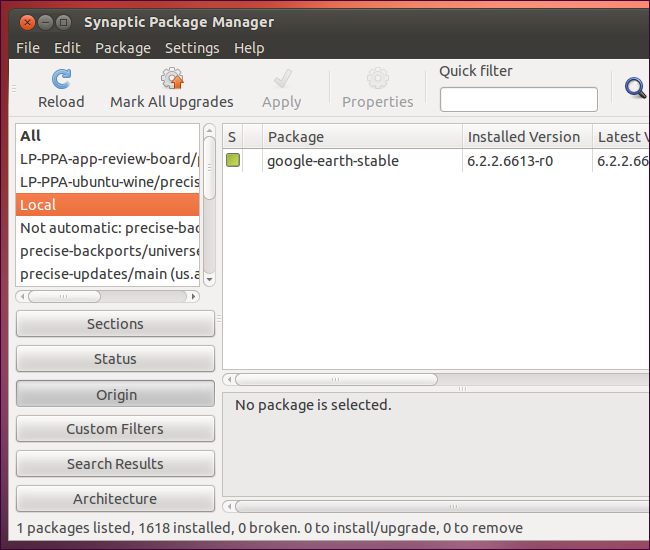 Synaptic Package Manager
File Edit Package Settings Help
Reload Mark All Upgrades Apply Properties Quick filter
All
LP-PPA-app-review-board/p
LP-PPA-ubuntu-wine/precis
Local
Not automatic: precise-bac
precise-backports/universe
precise-updates/main (us.a
S Package Installed Version Latest V
google-earth-stable 6.2.2.6613-r0 6.2.2.66
Sections
Status
Origin
Custom Filters
Search Results
Architecture
No package is selected.
1 packages listed, 1618 installed, 0 broken. 0 to install/upgrade, 0 to remove